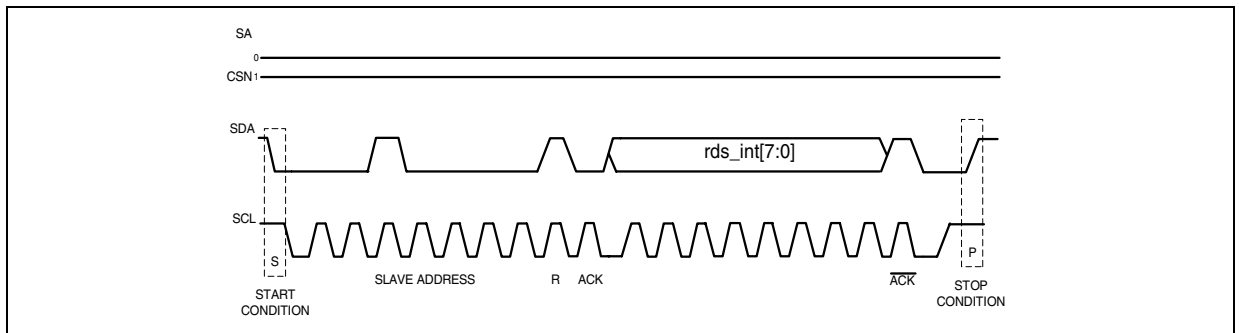 SA
0
CSN 1
SDA
rds_int[7:0]
SCL
S
P
SLAVE ADDRESS
R
ACK
ACK
START
CONDITION
STOP
CONDITION